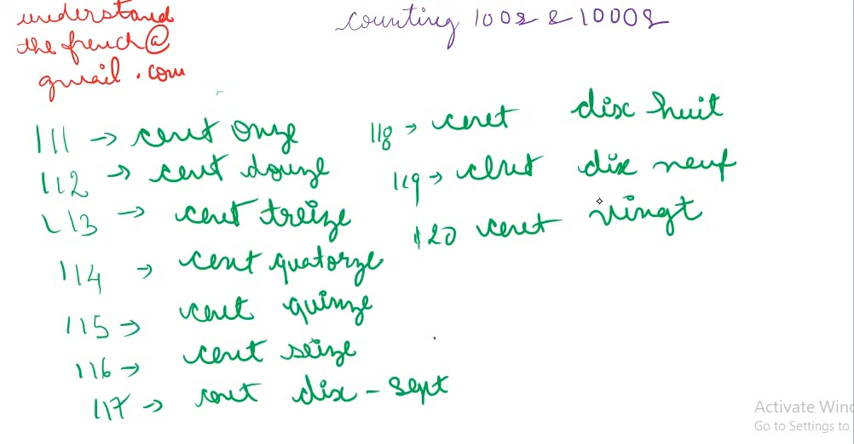 understand
the french@
gmail.com
counting 100s & 1000s
111 → cent onze
112 → cent douze
113 → cent treize
114 → cent quatorze
115 → cent quinze
116 → cent seize
117 → cent dix-sept
118 → cent dix huit
119 → cent dix neuf
120 cent vingt
Activate Wind
Go to Settings to